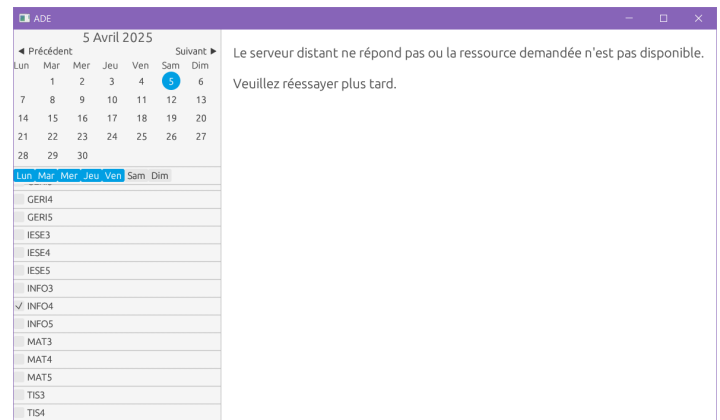 ADE
5 Avril 2025
◀ Précédent Suivant ▶
Lun Mar Mer Jeu Ven Sam Dim
1 2 3 4 5 6
7 8 9 10 11 12 13
14 15 16 17 18 19 20
21 22 23 24 25 26 27
28 29 30
Lun Mar Mer Jeu Ven Sam Dim
GERI4
GERI5
IESE3
IESE4
IESE5
INFO3
INFO4
INFO5
MAT3
MAT4
MAT5
TIS3
TIS4
Le serveur distant ne répond pas ou la ressource demandée n'est pas disponible.
Veuillez réessayer plus tard.